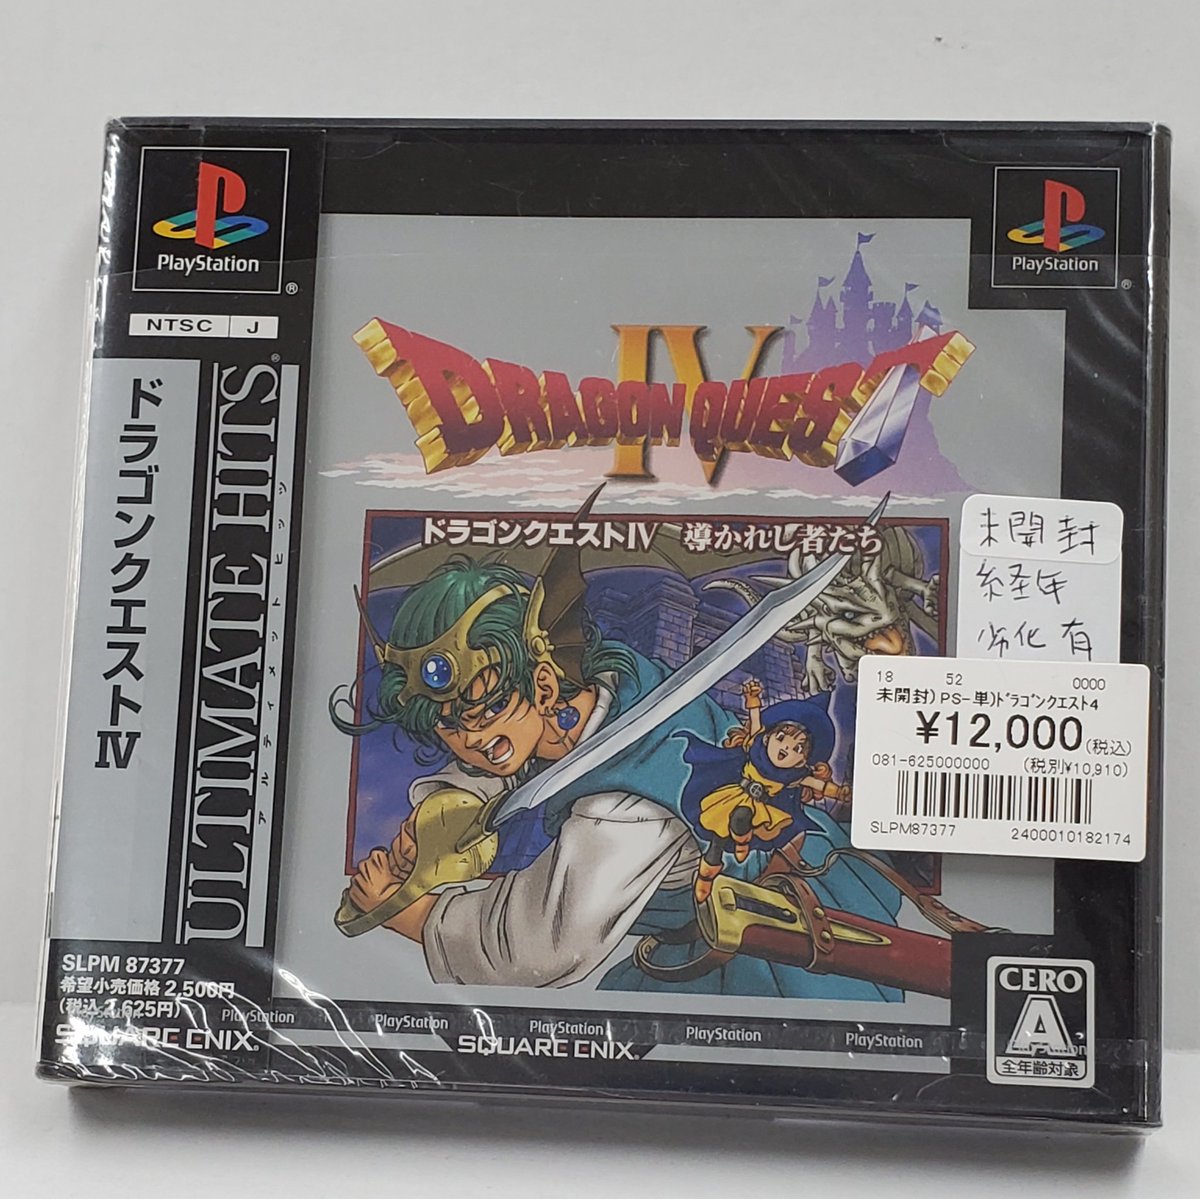 PlayStation
NTSC J
ドラゴンクエストIV
ULTIMATE HITS
アルティメットヒッツ
SLPM 87377
希望小売価格 2,500円
(税込 2,625円)
SQUARE ENIX
PlayStation
DRAGON QUEST IV
ドラゴンクエストIV 導かれし者たち
未開封
経年
劣化 有
18 52 0000
未開封) PS-単)ﾄﾞﾗｺﾞﾝｸｴｽﾄ4
¥12,000(税込)
081-625000000 (税別¥10,910)
SLPM87377 2400010182174
CERO
A
全年齢対象
PlayStation PlayStation PlayStation PlayStation PlayStation PlayStation
SQUARE ENIX